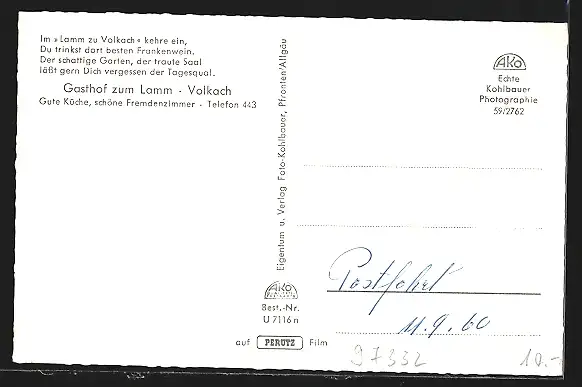 Im »Lamm zu Volkach« kehre ein,
Du trinkst dort besten Frankenwein.
Der schattige Garten, der traute Saal
läßt gern Dich vergessen der Tagesqual.
Gasthof zum Lamm · Volkach
Gute Küche, schöne Fremdenzimmer · Telefon 443
Eigentum u. Verlag Foto-Kohlbauer, Pfronten/Allgäu
AKO
Best.-Nr.
U 7116 n
auf PERUTZ Film
AKO
Echte
Kohlbauer
Photographie
59/2762
Postfahrt
11.9.60
97332
10.-